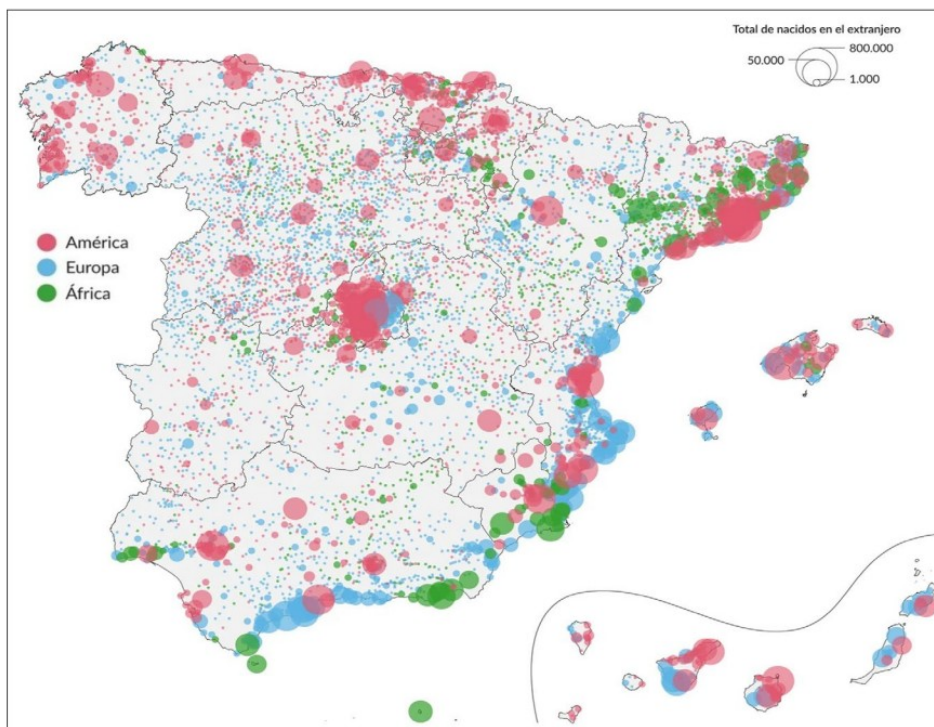 Total de nacidos en el extranjero
800.000
50.000
1.000
América
Europa
África